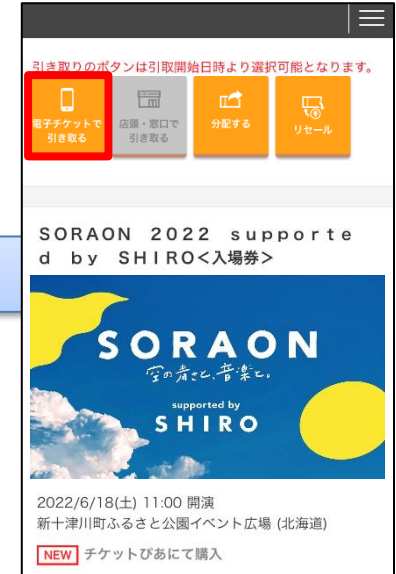 引き取りのボタンは引取開始日時より選択可能となります。
電子チケットで
引き取る
店頭・窓口で
引き取る
分配する
リセール
SORAON 2022 supporte
d by SHIRO<入場券>
SORAON
空の青さと、音楽と。
supported by
SHIRO
2022/6/18(土) 11:00 開演
新十津川町ふるさと公園イベント広場 (北海道)
NEW チケットぴあにて購入